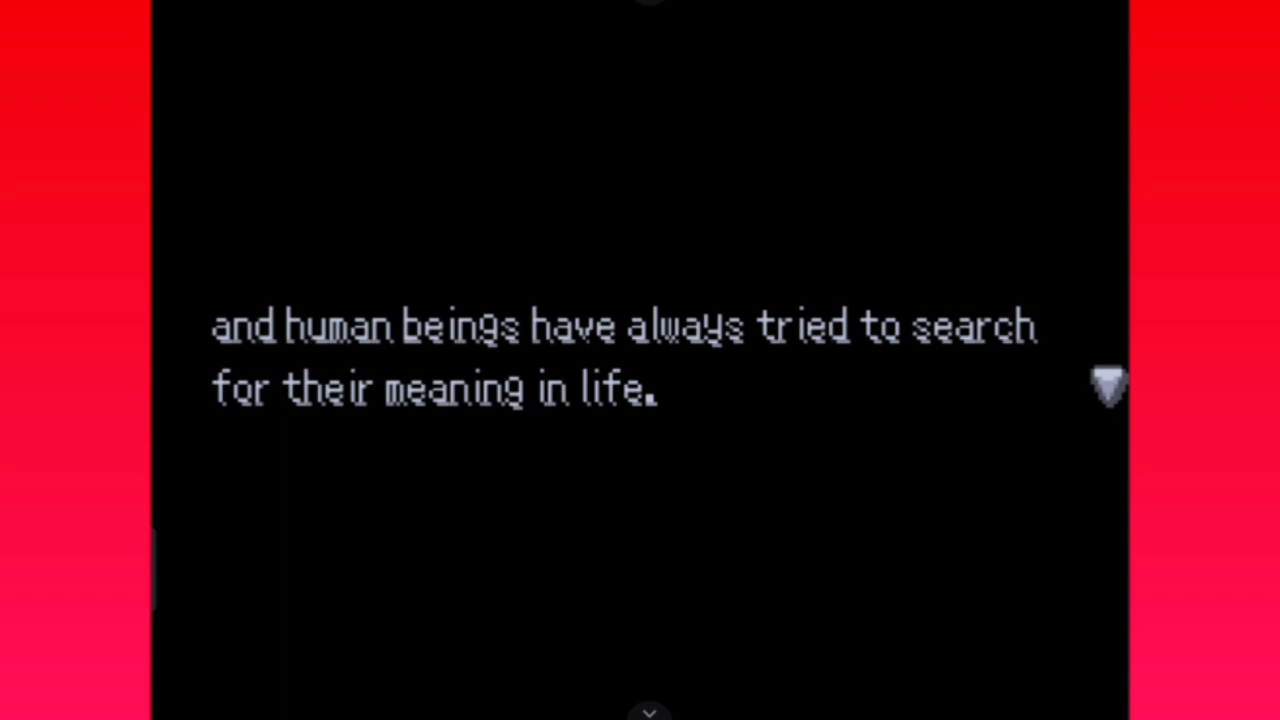 and human beings have always tried to search
for their meaning in life.